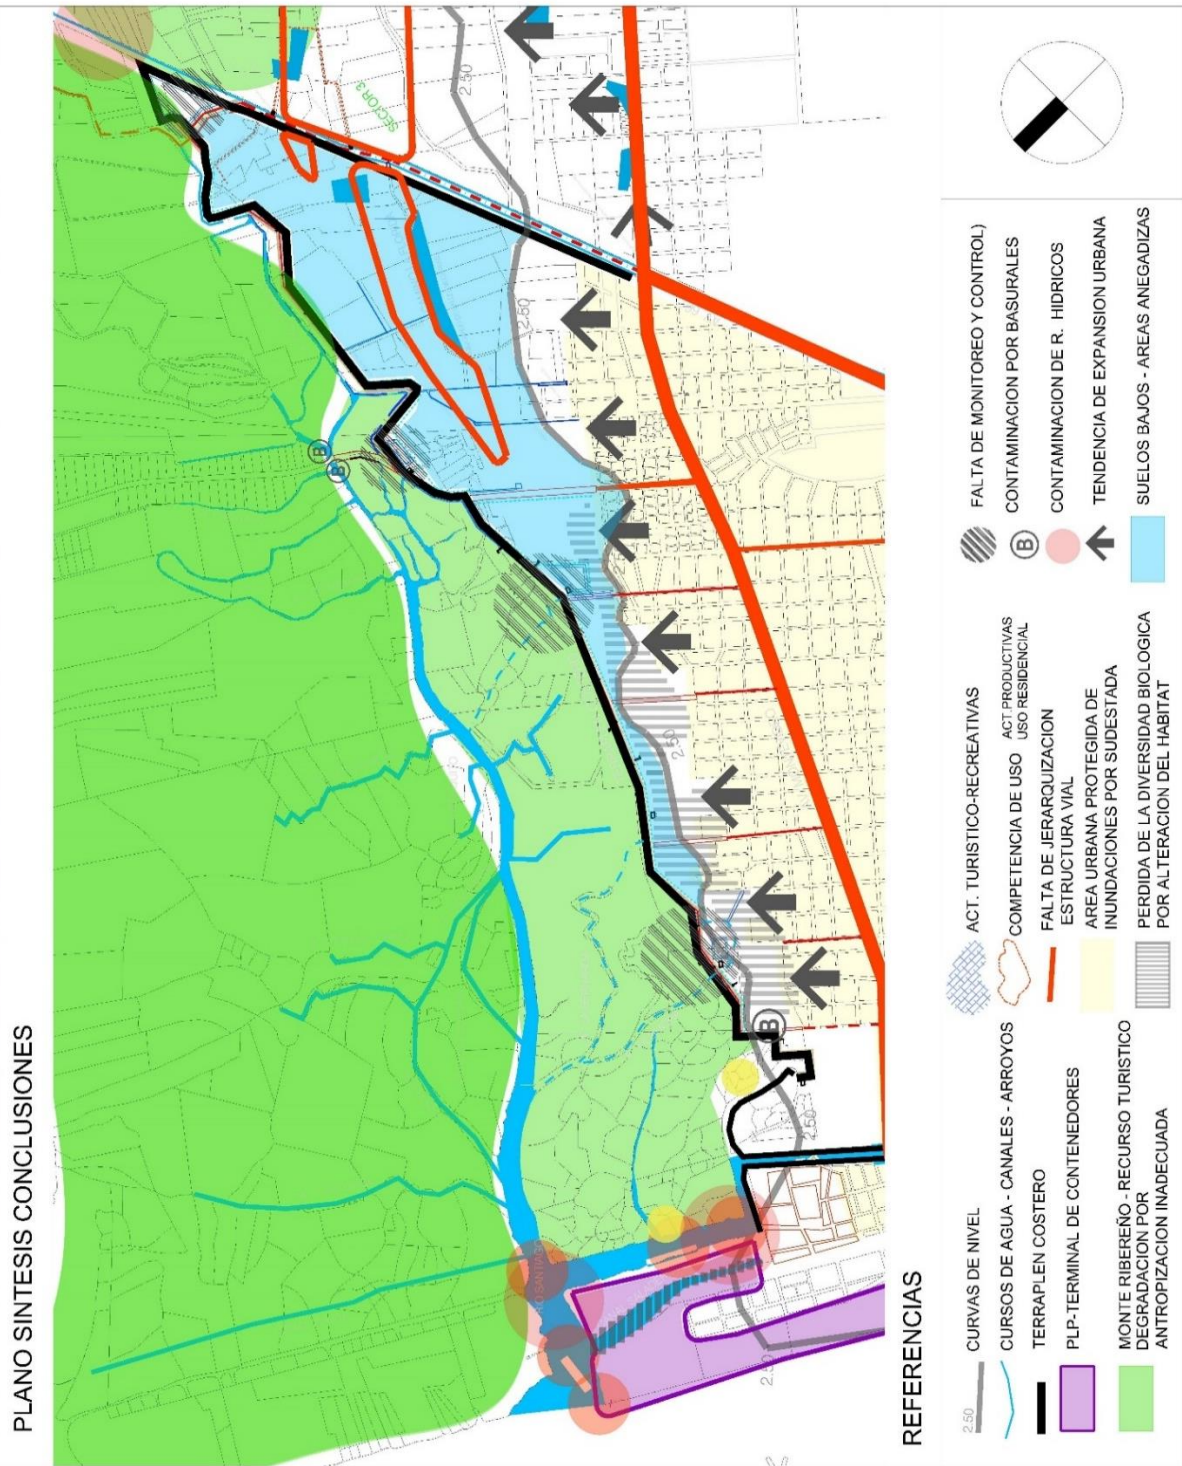 PLANO SINTESIS CONCLUSIONES
SECTOR 3
2.50
2.50
2.50
2.50
2.50
B
B
B
REFERENCIAS
2.50
CURVAS DE NIVEL
CURSOS DE AGUA - CANALES - ARROYOS
TERRAPLEN COSTERO
PLP-TERMINAL DE CONTENEDORES
MONTE RIBEREÑO - RECURSO TURISTICO
DEGRADACION POR
ANTROPIZACION INADECUADA
ACT. TURISTICO-RECREATIVAS
COMPETENCIA DE USO
ACT.PRODUCTIVAS
USO RESIDENCIAL
FALTA DE JERARQUIZACION
ESTRUCTURA VIAL
AREA URBANA PROTEGIDA DE
INUNDACIONES POR SUDESTADA
PERDIDA DE LA DIVERSIDAD BIOLOGICA
POR ALTERACION DEL HABITAT
FALTA DE MONITOREO Y CONTROL)
B
CONTAMINACION POR BASURALES
CONTAMINACION DE R. HIDRICOS
TENDENCIA DE EXPANSION URBANA
SUELOS BAJOS - AREAS ANEGADIZAS